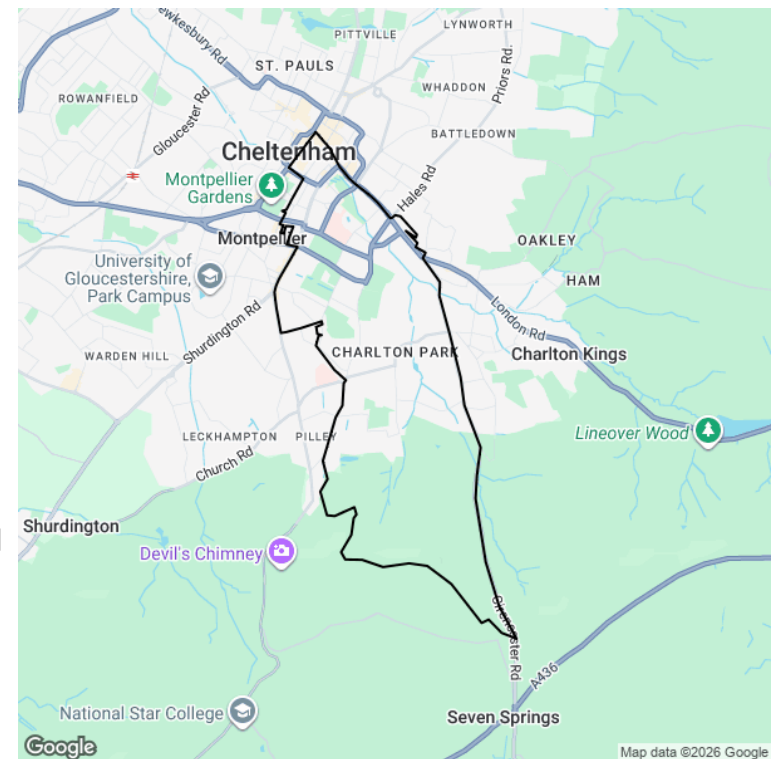 ewkesbury Rd
PITTVILLE
LYNWORTH
ST. PAULS
WHADDON
Priors Rd.
ROWANFIELD
Gloucester Rd
BATTLEDOWN
Cheltenham
Montpellier
Gardens
Hales Rd
Montpellier
OAKLEY
University of
Gloucestershire,
Park Campus
HAM
London Rd
Shurdington Rd
WARDEN HILL
CHARLTON PARK
Charlton Kings
LECKHAMPTON
PILLEY
Church Rd
Lineover Wood
Shurdington
Devil's Chimney
Cirencester Rd
A436
National Star College
Seven Springs
Google
Map data ©2026 Google